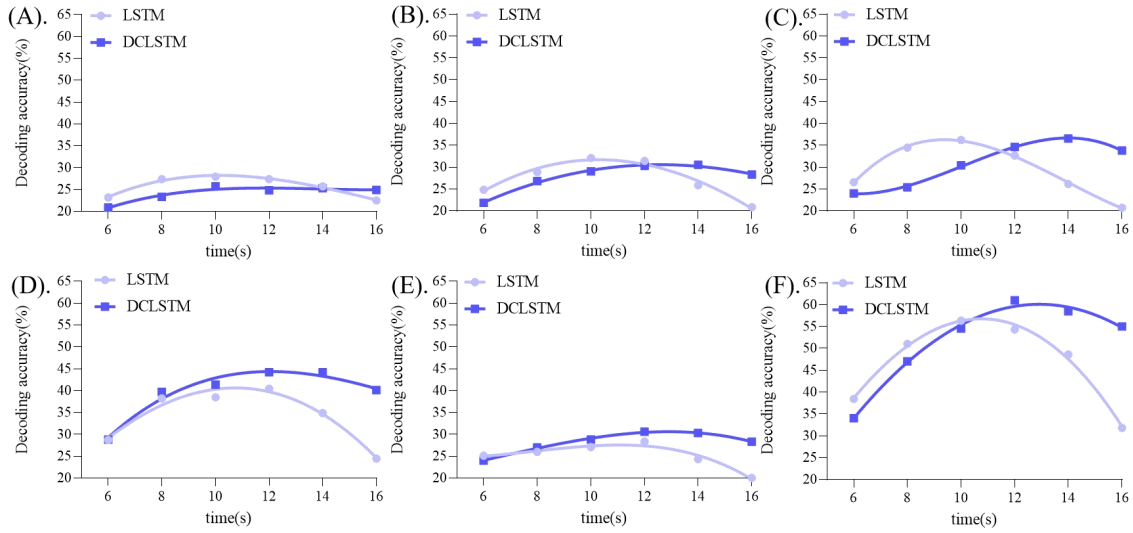 (A).
LSTM
DCLSTM
Decoding accuracy(%)
65
60
55
50
45
40
35
30
25
20
6 8 10 12 14 16
time(s)
(B).
LSTM
DCLSTM
Decoding accuracy(%)
65
60
55
50
45
40
35
30
25
20
6 8 10 12 14 16
time(s)
(C).
LSTM
DCLSTM
Decoding accuracy(%)
65
60
55
50
45
40
35
30
25
20
6 8 10 12 14 16
time(s)
(D).
LSTM
DCLSTM
Decoding accuracy(%)
65
60
55
50
45
40
35
30
25
20
6 8 10 12 14 16
time(s)
(E).
LSTM
DCLSTM
Decoding accuracy(%)
65
60
55
50
45
40
35
30
25
20
6 8 10 12 14 16
time(s)
(F).
LSTM
DCLSTM
Decoding accuracy(%)
65
60
55
50
45
40
35
30
25
20
6 8 10 12 14 16
time(s)